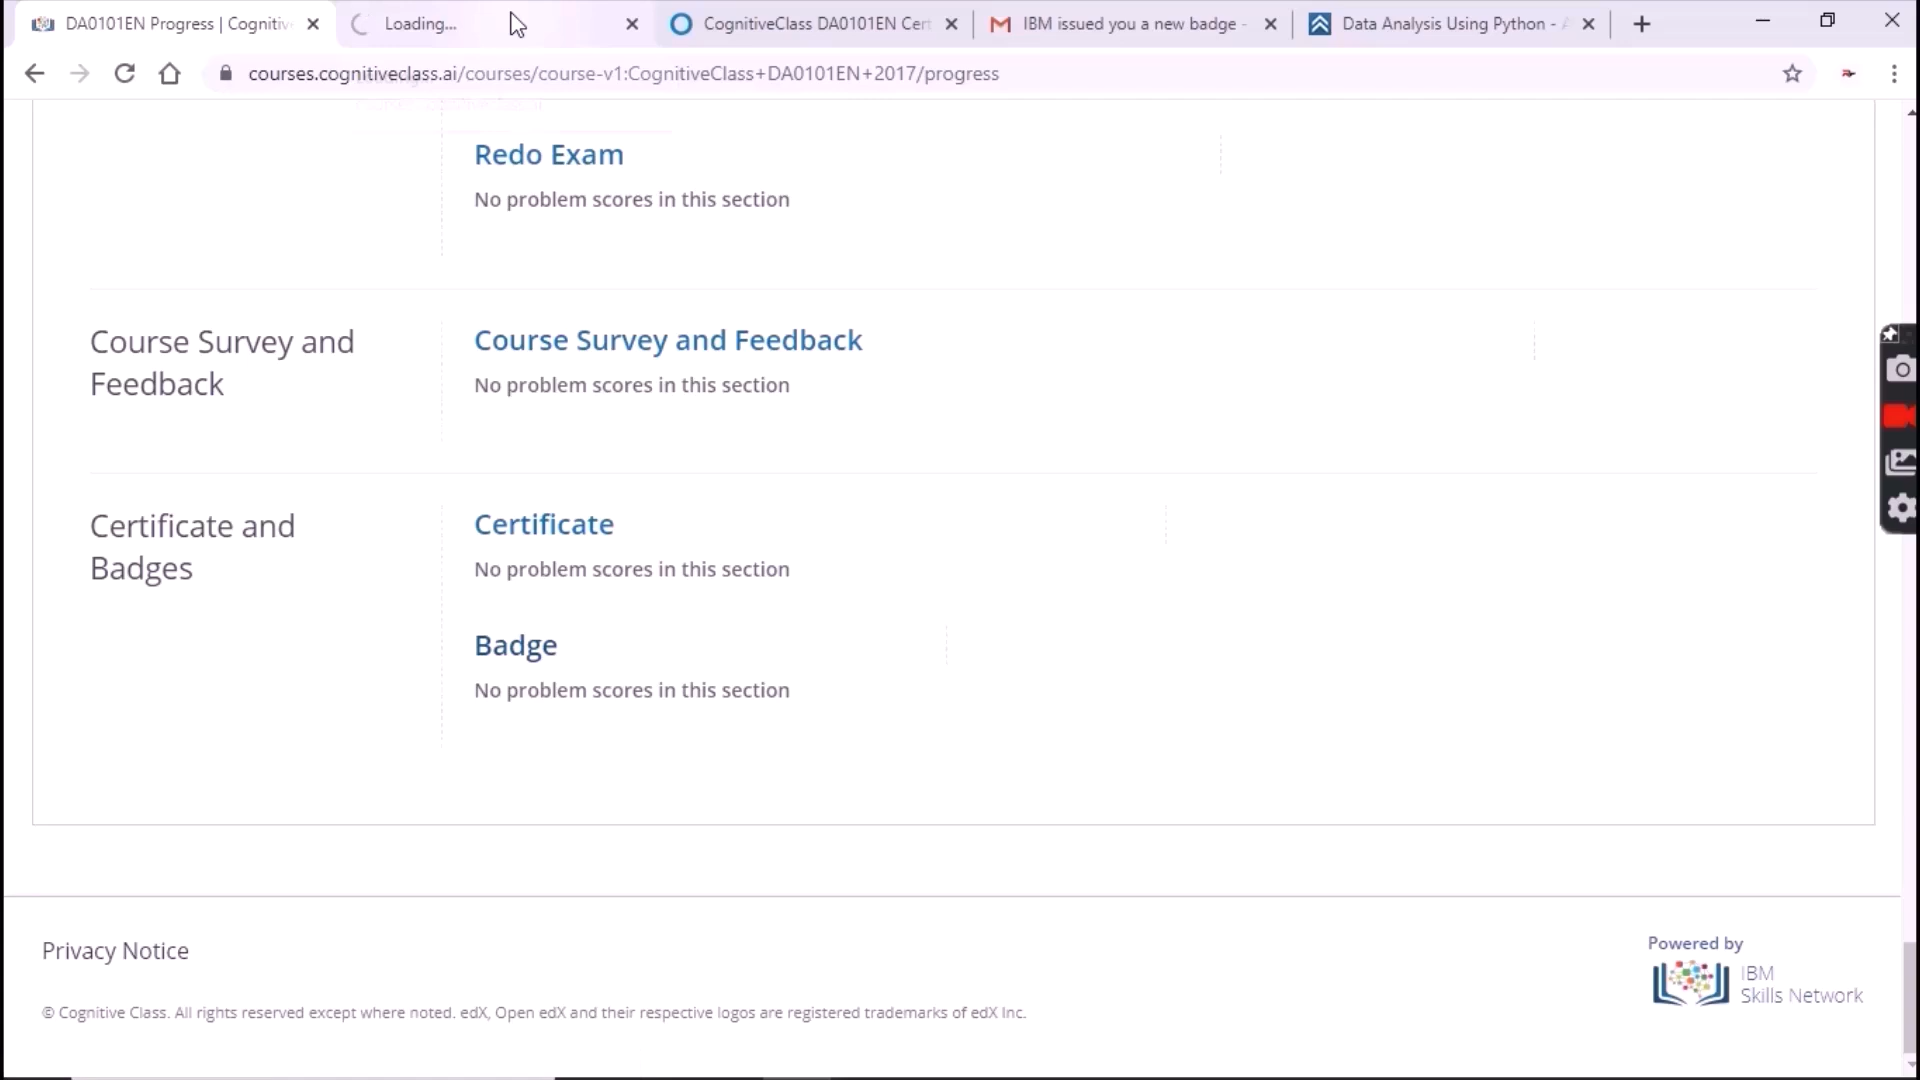 DA0101EN Progress | Cognitiv
Loading...
CognitiveClass DA0101EN Cert
IBM issued you a new badge -
Data Analysis Using Python - A
courses.cognitiveclass.ai/courses/course-v1:CognitiveClass+DA0101EN+2017/progress
Redo Exam
No problem scores in this section
Course Survey and
Feedback
Course Survey and Feedback
No problem scores in this section
Certificate and
Badges
Certificate
No problem scores in this section
Badge
No problem scores in this section
Privacy Notice
© Cognitive Class. All rights reserved except where noted. edX, Open edX and their respective logos are registered trademarks of edX Inc.
Powered by
IBM
Skills Network